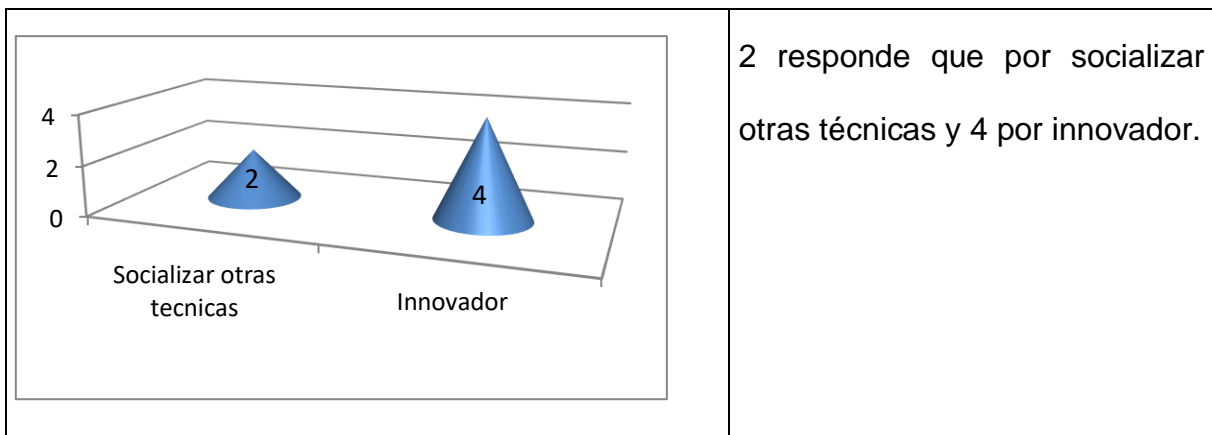 4
2
0
2
4
Socializar otras
tecnicas
Innovador
2 responde que por socializar
otras técnicas y 4 por innovador.